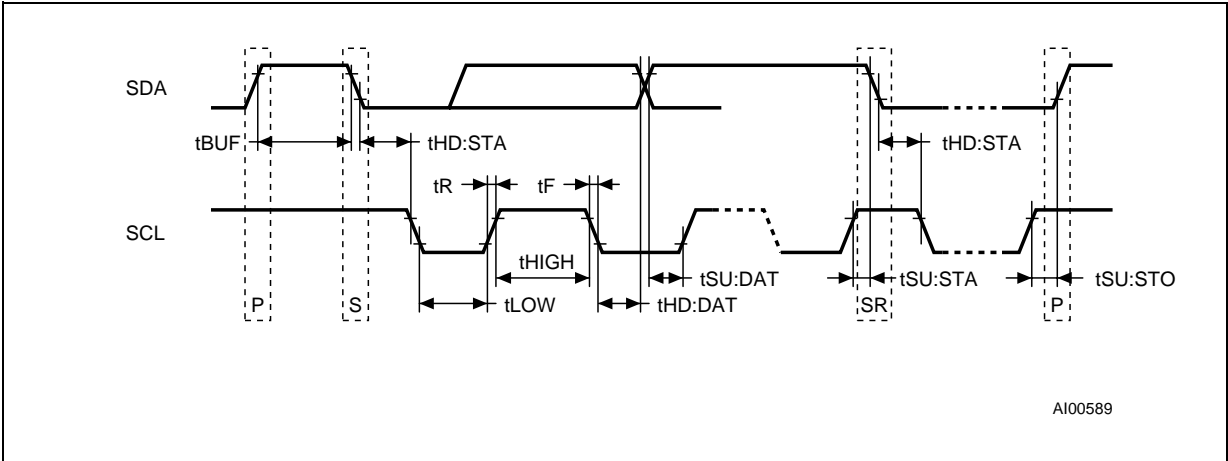 SDA
tBUF tHD:STA tHD:STA
tR tF
SCL
tHIGH tSU:DAT tSU:STA tSU:STO
P S tLOW tHD:DAT SR P
AI00589